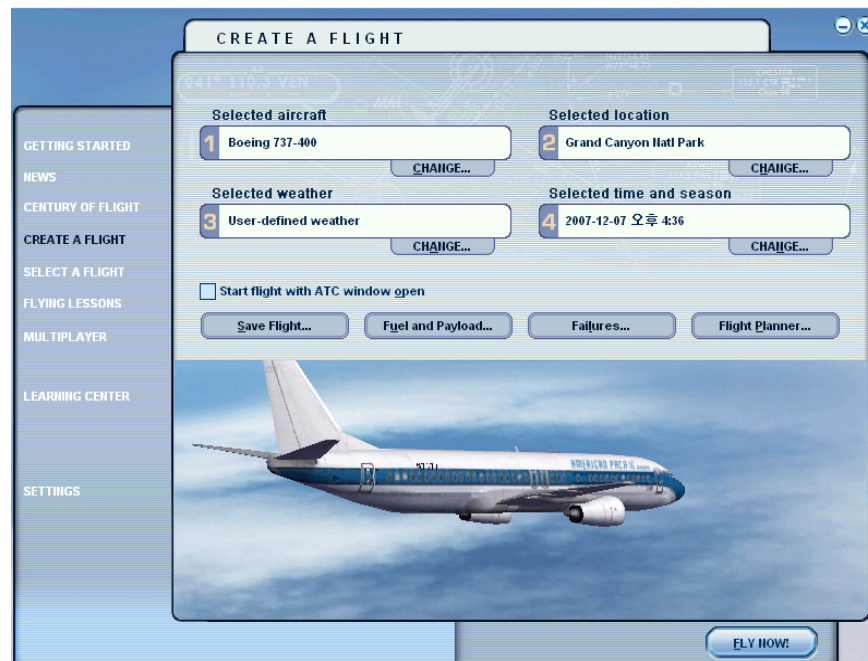 CREATE A FLIGHT
GETTING STARTED
NEWS
CENTURY OF FLIGHT
CREATE A FLIGHT
SELECT A FLIGHT
FLYING LESSONS
MULTIPLAYER
LEARNING CENTER
SETTINGS
Selected aircraft
1 Boeing 737-400
CHANGE...
Selected location
2 Grand Canyon Natl Park
CHANGE...
Selected weather
3 User-defined weather
CHANGE...
Selected time and season
4 2007-12-07 오후 4:36
CHANGE...
Start flight with ATC window open
Save Flight...
Fuel and Payload...
Failures...
Flight Planner...
AMERICAN PACIFIC
FLY NOW!